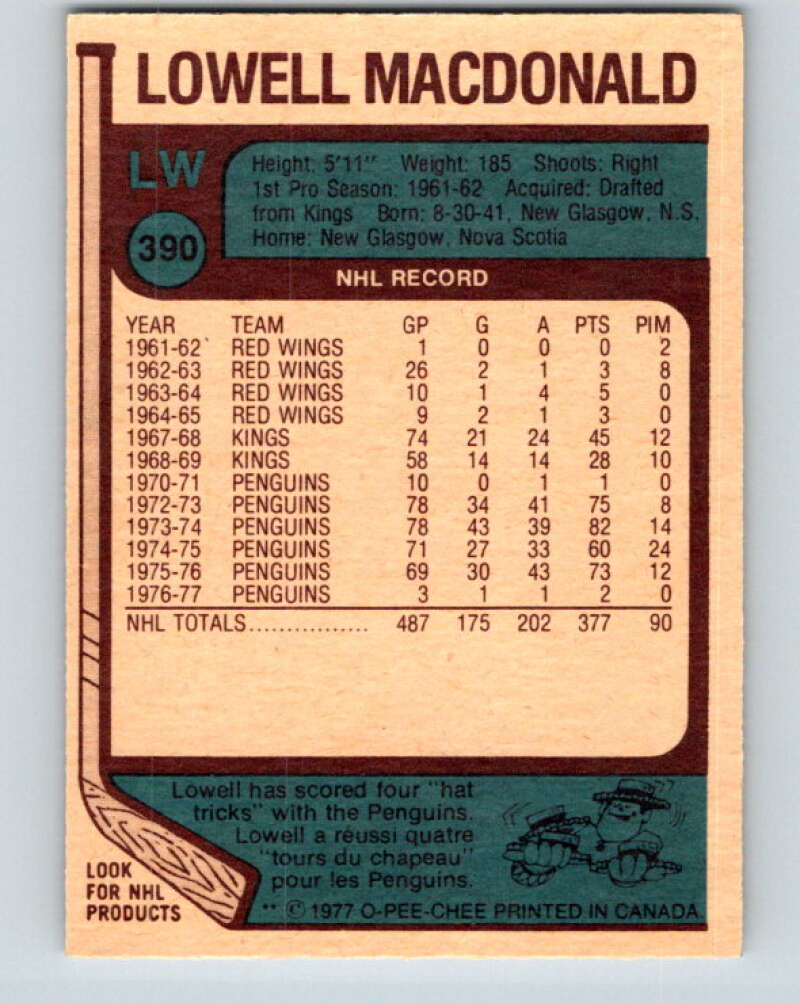 LOWELL MACDONALD
LW
390
Height: 5'11" Weight: 185 Shoots: Right
1st Pro Season: 1961-62 Acquired: Drafted
from Kings Born: 8-30-41, New Glasgow, N.S.
Home: New Glasgow, Nova Scotia
NHL RECORD
YEAR TEAM GP G A PTS PIM
1961-62 RED WINGS 1 0 0 0 2
1962-63 RED WINGS 26 2 1 3 8
1963-64 RED WINGS 10 1 4 5 0
1964-65 RED WINGS 9 2 1 3 0
1967-68 KINGS 74 21 24 45 12
1968-69 KINGS 58 14 14 28 10
1970-71 PENGUINS 10 0 1 1 0
1972-73 PENGUINS 78 34 41 75 8
1973-74 PENGUINS 78 43 39 82 14
1974-75 PENGUINS 71 27 33 60 24
1975-76 PENGUINS 69 30 43 73 12
1976-77 PENGUINS 3 1 1 2 0
NHL TOTALS................ 487 175 202 377 90
Lowell has scored four "hat
tricks" with the Penguins.
Lowell a réussi quatre
"tours du chapeau"
pour les Penguins.
LOOK
FOR NHL
PRODUCTS
** © 1977 O-PEE-CHEE PRINTED IN CANADA.